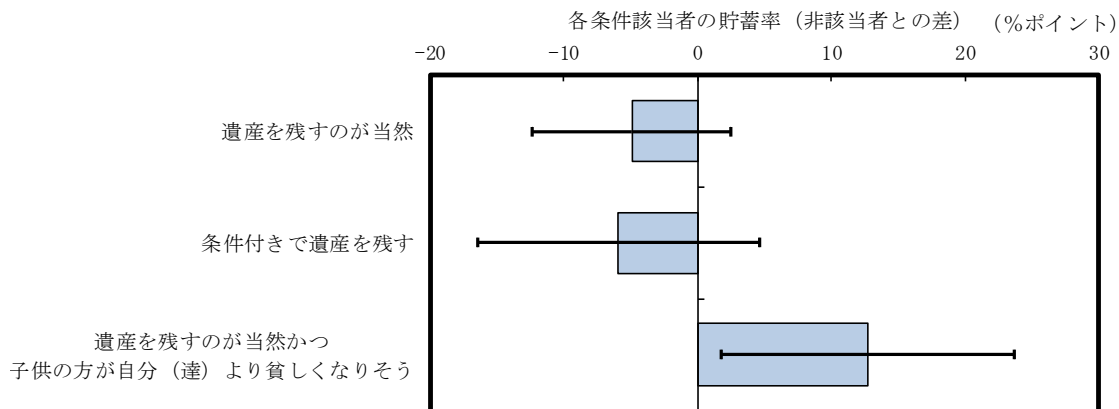 各条件該当者の貯蓄率（非該当者との差） （%ポイント）
-20 -10 0 10 20 30
遺産を残すのが当然
条件付きで遺産を残す
遺産を残すのが当然かつ
子供の方が自分（達）より貧しくなりそう